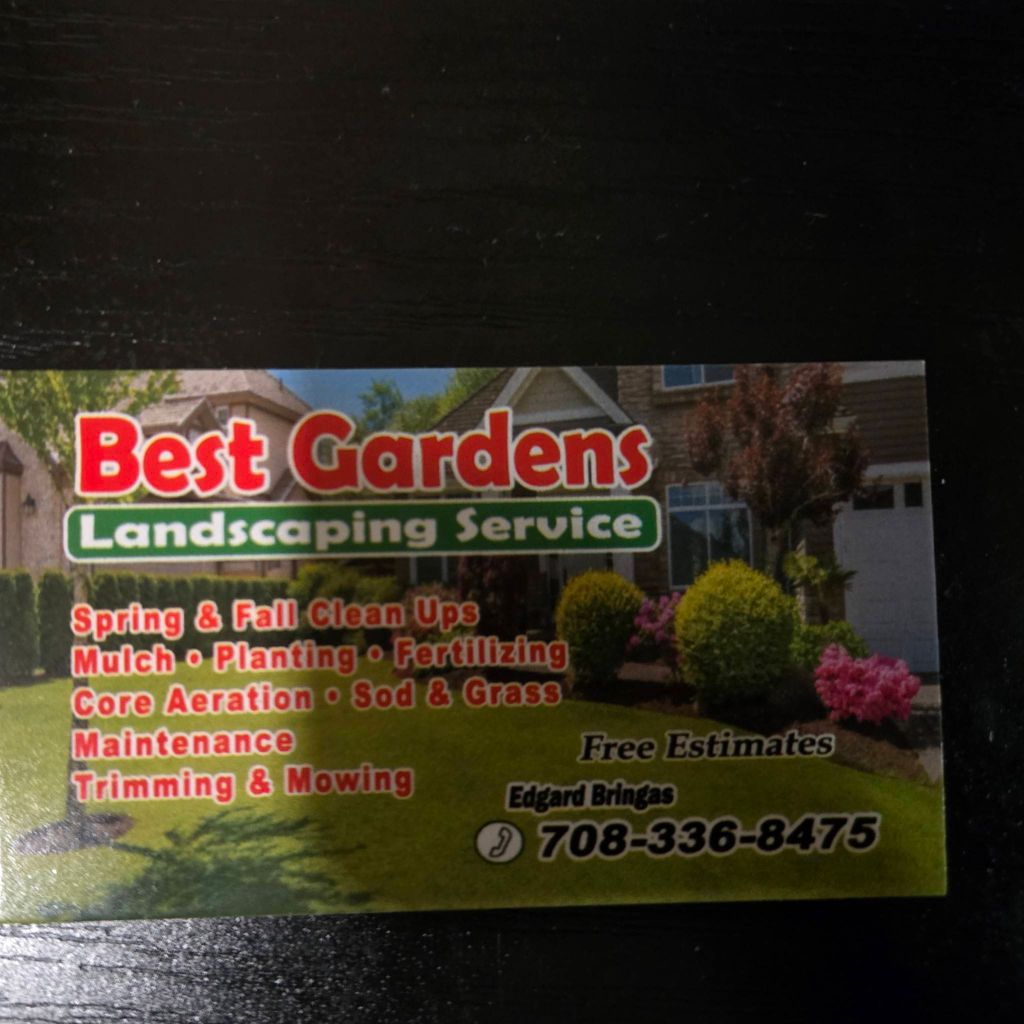 Best Gardens
Landscaping Service
Spring & Fall Clean Ups
Mulch • Planting • Fertilizing
Core Aeration • Sod & Grass
Maintenance
Trimming & Mowing
Free Estimates
Edgard Bringas
708-336-8475